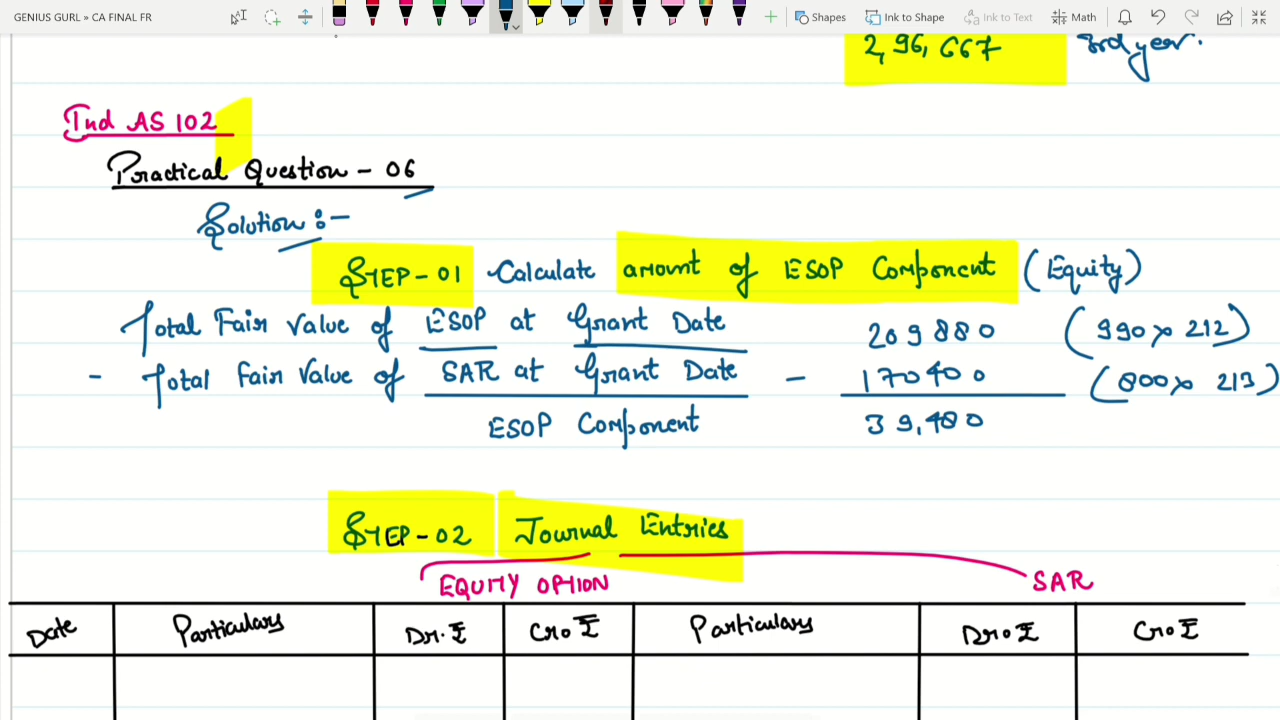 GENIUS GURL » CA FINAL FR
Shapes Ink to Shape Ink to Text Math
2,96,667 3rd year.
Ind AS 102
Practical Question - 06
Solution :-
STEP-01 Calculate amount of ESOP Component (Equity)
Total Fair Value of ESOP at Grant Date 209880 (990 x 212)
- Total Fair Value of SAR at Grant Date - 170400 (800 x 213)
ESOP Component 39,480
STEP-02 Journal Entries
EQUITY OPTION SAR
Date Particulars Dr. ₹ Cr. ₹ Particulars Dr. ₹ Cr. ₹